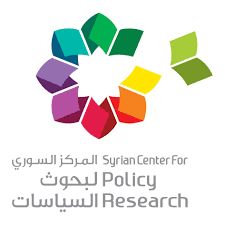 المركز السوري Syrian Center For
لبحوث Policy
السياسات Research